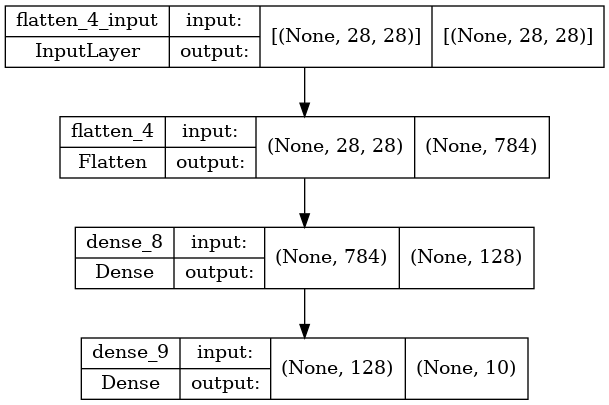 flatten_4_input input: [(None, 28, 28)] [(None, 28, 28)]
InputLayer output:
flatten_4 input: (None, 28, 28) (None, 784)
Flatten output:
dense_8 input: (None, 784) (None, 128)
Dense output:
dense_9 input: (None, 128) (None, 10)
Dense output: